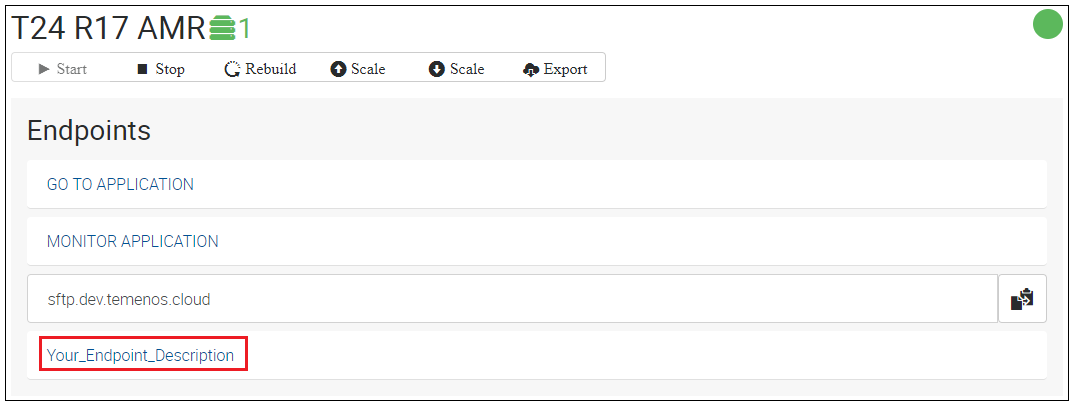 T24 R17 AMR 1
Start Stop Rebuild Scale Scale Export
Endpoints
GO TO APPLICATION
MONITOR APPLICATION
sftp.dev.temenos.cloud
Your_Endpoint_Description